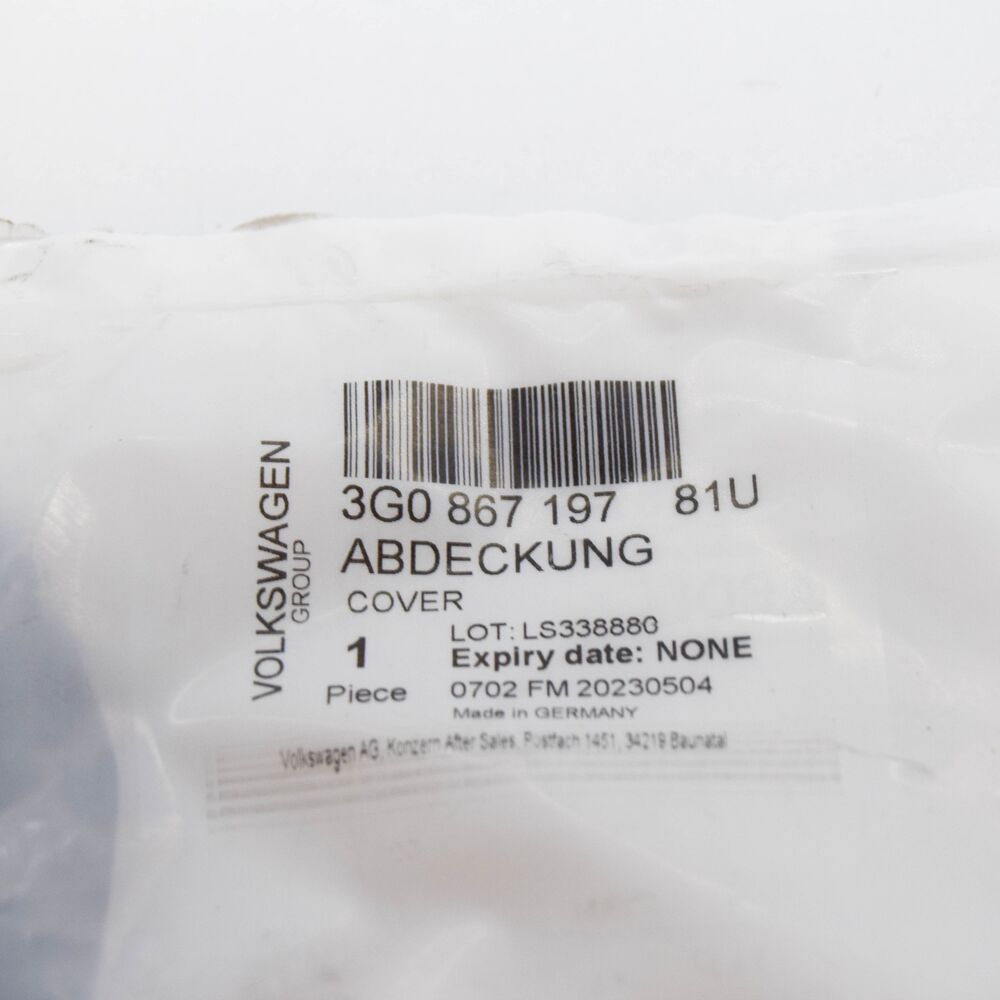 VOLKSWAGEN
GROUP
3G0 867 197 81U
ABDECKUNG
COVER
1
Piece
LOT: LS338880
Expiry date: NONE
0702 FM 20230504
Made in GERMANY
Volkswagen AG, Konzern After Sales, Postfach 1451, 34219 Baunatal